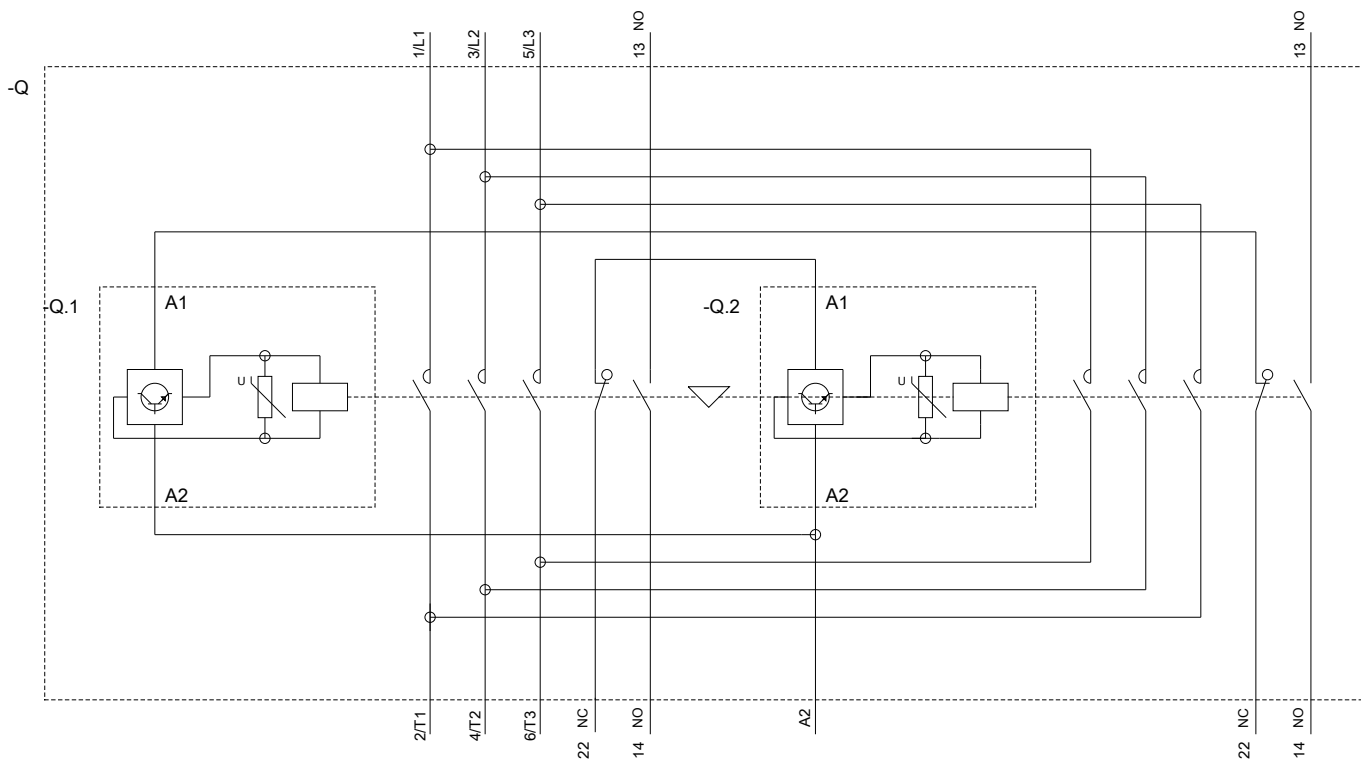 1/L1
3/L2
5/L3
13 NO
13 NO
-Q
-Q.1
A1
-Q.2
A1
U
U
A2
A2
2/T1
4/T2
6/T3
22 NC
14 NO
A2
22 NC
14 NO